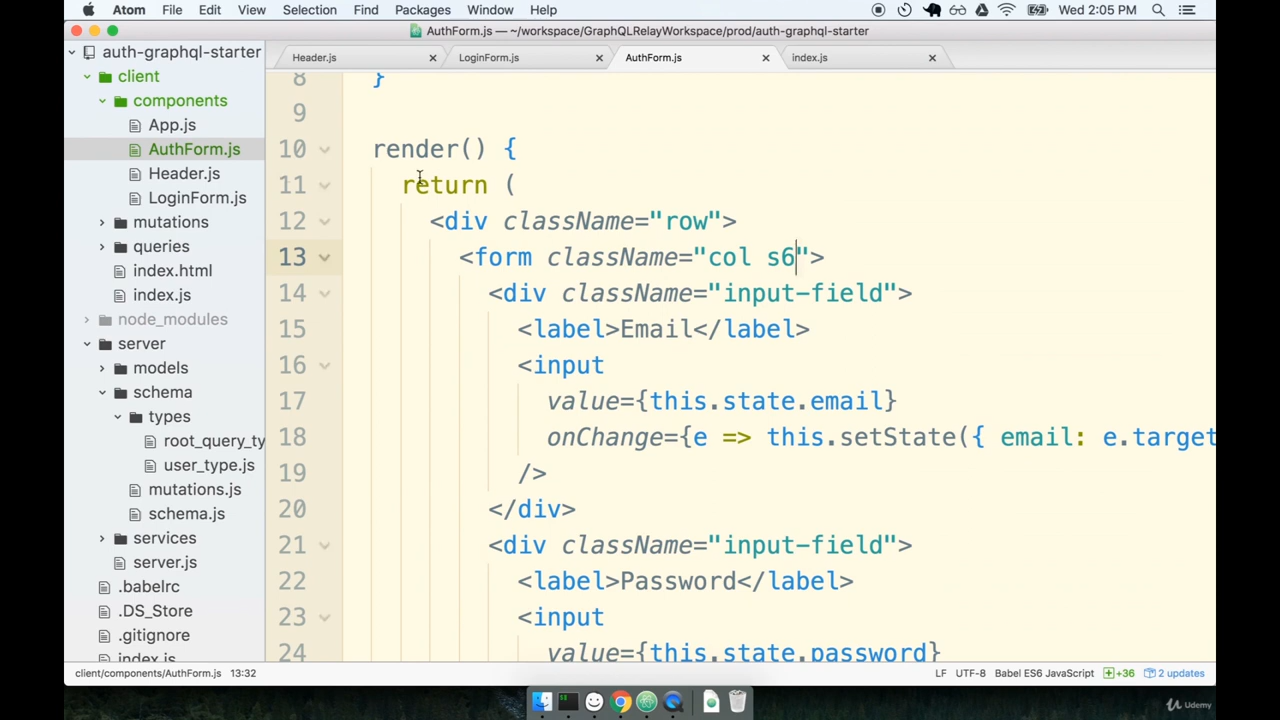 Atom File Edit View Selection Find Packages Window Help Wed 2:05 PM
AuthForm.js — ~/workspace/GraphQLRelayWorkspace/prod/auth-graphql-starter
auth-graphql-starter
client
components
App.js
AuthForm.js
Header.js
LoginForm.js
mutations
queries
index.html
index.js
node_modules
server
models
schema
types
root_query_ty
user_type.js
mutations.js
schema.js
services
server.js
.babelrc
.DS_Store
.gitignore
index.js
Header.js LoginForm.js AuthForm.js index.js
8 }
9
10 render() {
11 return (
12 <div className="row">
13 <form className="col s6">
14 <div className="input-field">
15 <label>Email</label>
16 <input
17 value={this.state.email}
18 onChange={e => this.setState({ email: e.target
19 />
20 </div>
21 <div className="input-field">
22 <label>Password</label>
23 <input
24 value={this.state.password}
client/components/AuthForm.js 13:32 LF UTF-8 Babel ES6 JavaScript +36 2 updates
Udemy